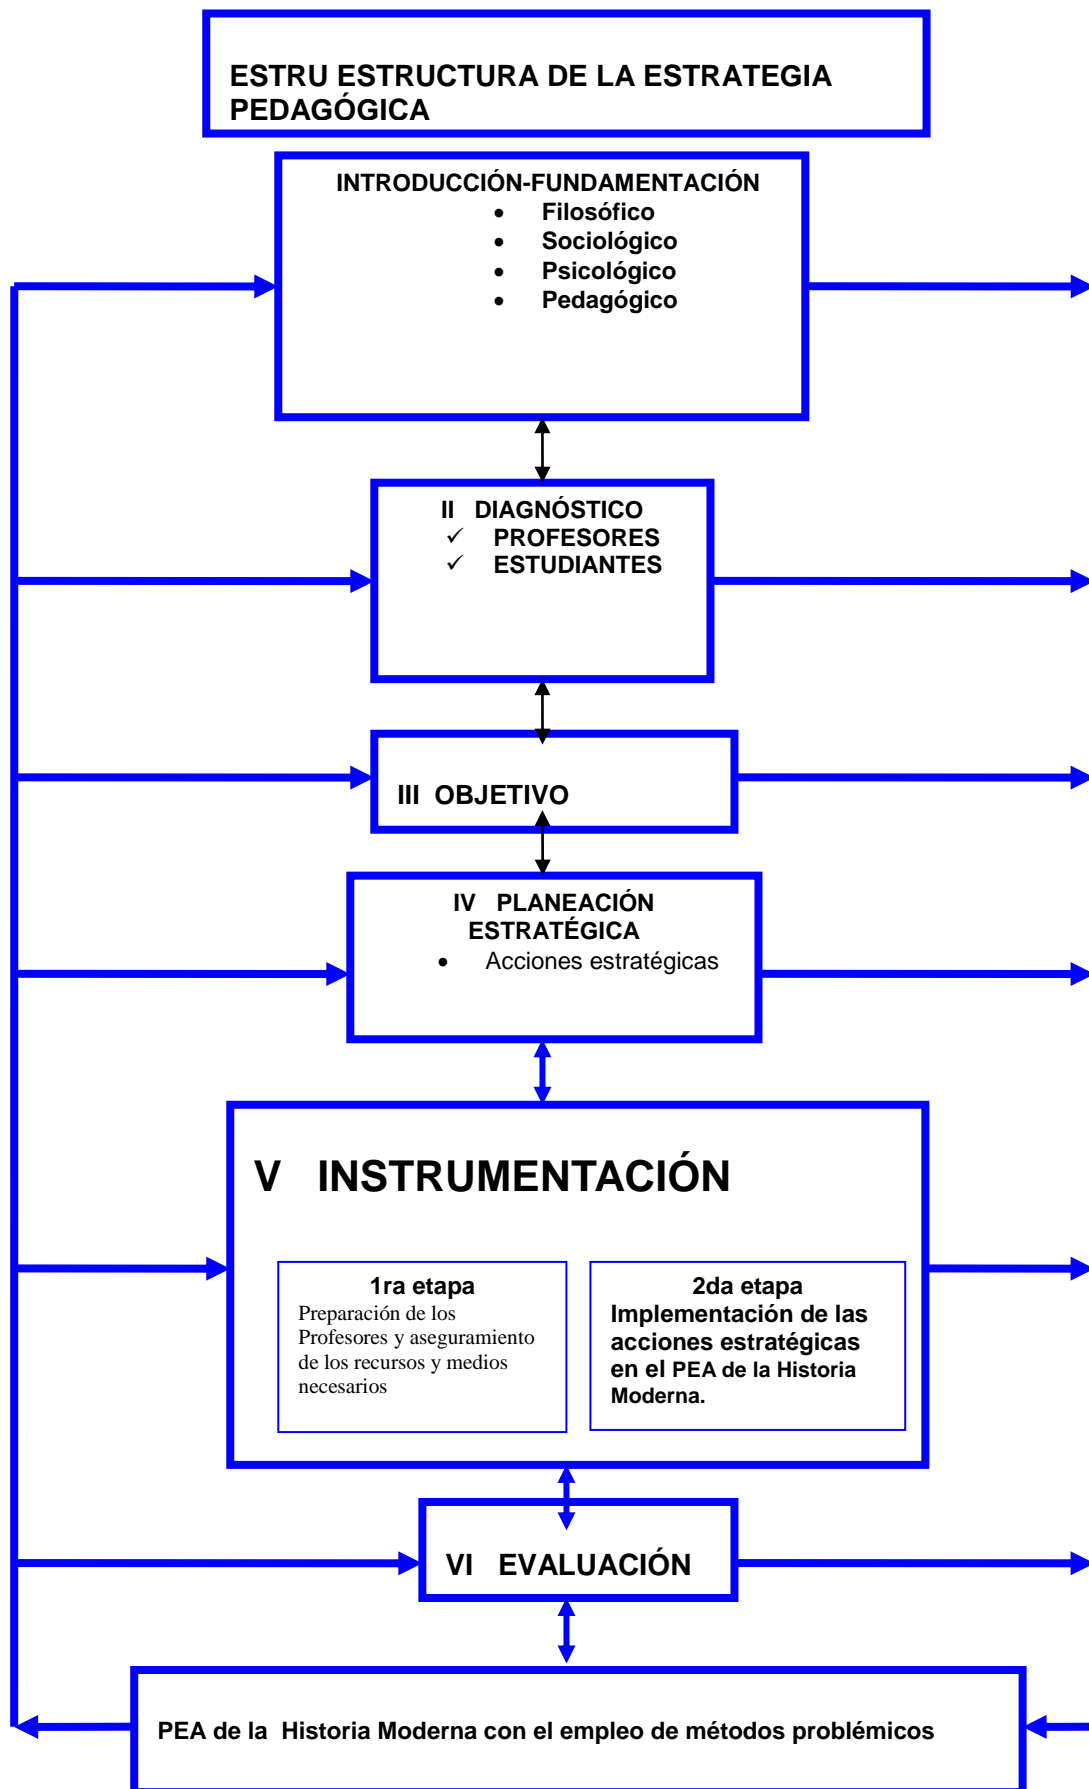 ESTRU ESTRUCTURA DE LA ESTRATEGIA
PEDAGÓGICA
INTRODUCCIÓN-FUNDAMENTACIÓN
• Filosófico
• Sociológico
• Psicológico
• Pedagógico
II DIAGNÓSTICO
✓ PROFESORES
✓ ESTUDIANTES
III OBJETIVO
IV PLANEACIÓN
ESTRATÉGICA
• Acciones estratégicas
V INSTRUMENTACIÓN
1ra etapa
Preparación de los
Profesores y aseguramiento
de los recursos y medios
necesarios
2da etapa
Implementación de las
acciones estratégicas
en el PEA de la Historia
Moderna.
VI EVALUACIÓN
PEA de la Historia Moderna con el empleo de métodos problémicos